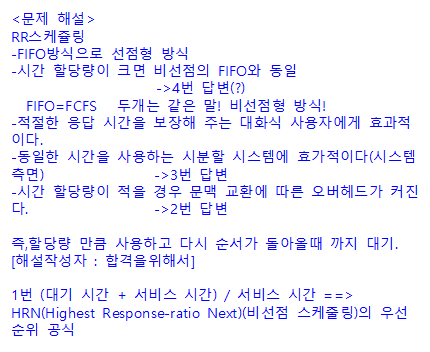 <문제 해설>
RR스케쥴링
-FIFO방식으로 선점형 방식
-시간 할당량이 크면 비선점의 FIFO와 동일
->4번 답변(?)
FIFO=FCFS 두개는 같은 말! 비선점형 방식!
-적절한 응답 시간을 보장해 주는 대화식 사용자에게 효과적
이다.
-동일한 시간을 사용하는 시분할 시스템에 효가적이다(시스템
측면) ->3번 답변
-시간 할당량이 적을 경우 문맥 교환에 따른 오버헤드가 커진
다. ->2번 답변
즉,할당량 만큼 사용하고 다시 순서가 돌아올때 까지 대기.
[해설작성자 : 합격을위해서]
1번 (대기 시간 + 서비스 시간) / 서비스 시간 ==>
HRN(Highest Response-ratio Next)(비선점 스케줄링)의 우선
순위 공식